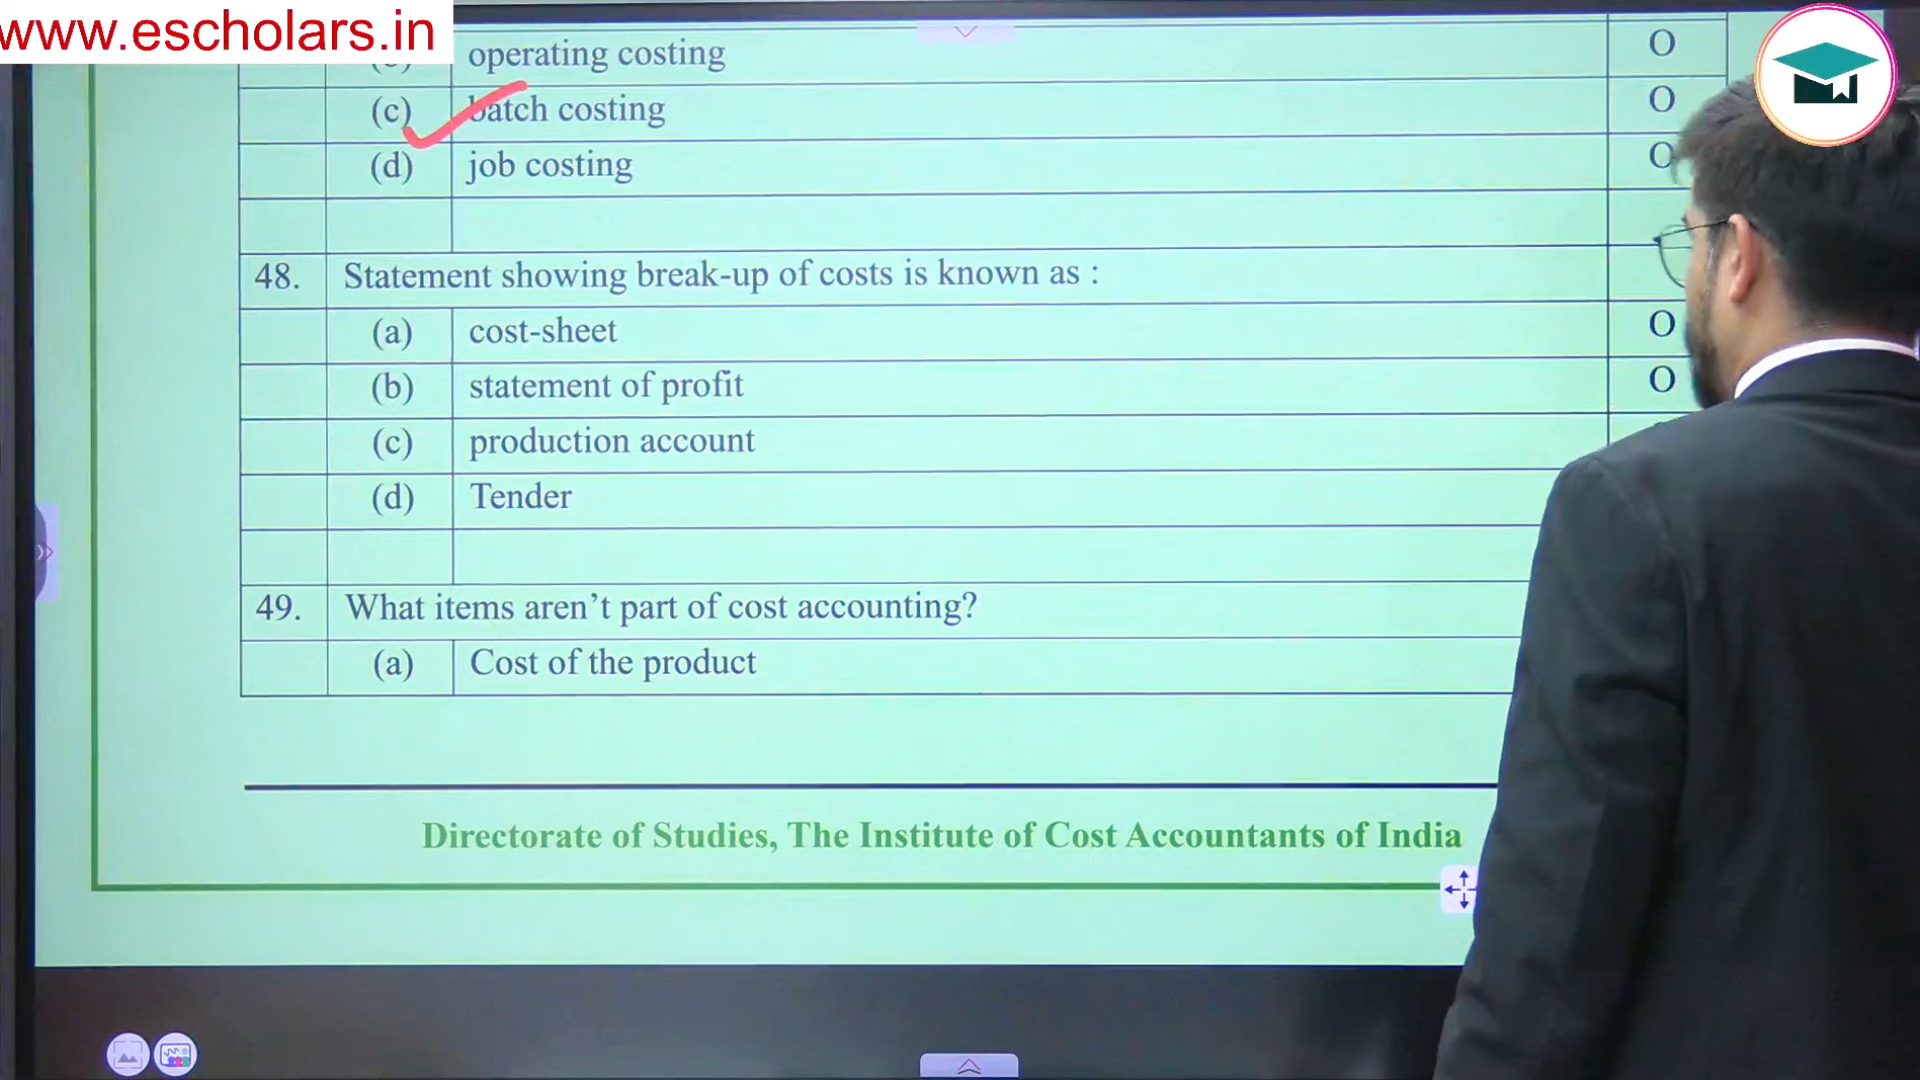 www.escholars.in
operating costing O
(c) batch costing O
(d) job costing O
48. Statement showing break-up of costs is known as :
(a) cost-sheet O
(b) statement of profit O
(c) production account
(d) Tender
49. What items aren't part of cost accounting?
(a) Cost of the product
Directorate of Studies, The Institute of Cost Accountants of India